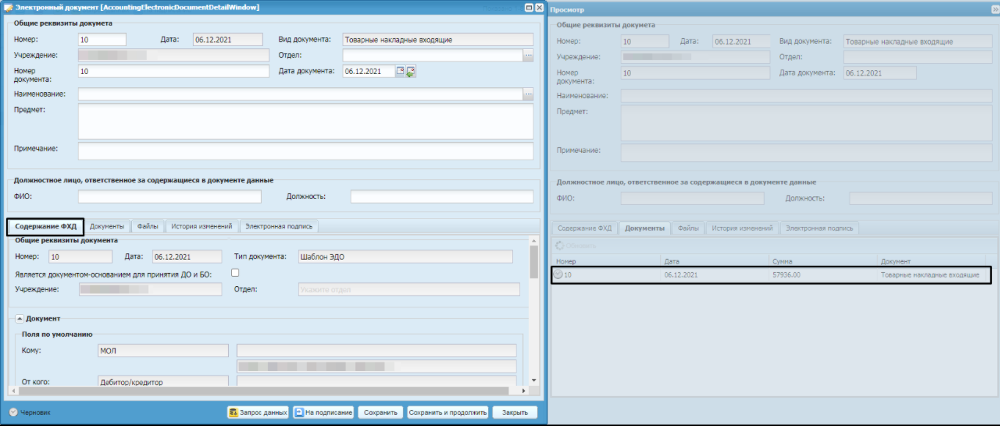 Электронный документ [AccountingElectronicDocumentDetailWindow]
Общие реквизиты докумета
Номер: 10 Дата: 06.12.2021 Вид документа: Товарные накладные входящие
Учреждение: Отдел:
Номер документа: 10 Дата документа: 06.12.2021
Наименование:
Предмет:
Примечание:
Должностное лицо, ответственное за содержащиеся в документе данные
ФИО: Должность:
Содержание ФХД Документы Файлы История изменений Электронная подпись
Общие реквизиты документа
Номер: 10 Дата: 06.12.2021 Тип документа: Шаблон ЭДО
Является документом-основанием для принятия ДО и БО:
Учреждение: Отдел: Укажите отдел
Документ
Поля по умолчанию
Кому: МОЛ
От кого: Дебитор/кредитор
Черновик Запрос данных На подписание Сохранить Сохранить и продолжить Закрыть
Просмотр
Общие реквизиты докумета
Номер: 10 Дата: 06.12.2021 Вид документа: Товарные накладные входящие
Учреждение: Отдел:
Номер документа: 10 Дата документа: 06.12.2021
Наименование:
Предмет:
Примечание:
Должностное лицо, ответственное за содержащиеся в документе данные
ФИО: Должность:
Содержание ФХД Документы Файлы История изменений Электронная подпись
Обновить
Номер Дата Сумма Документ
10 06.12.2021 57936.00 Товарные накладные входящие